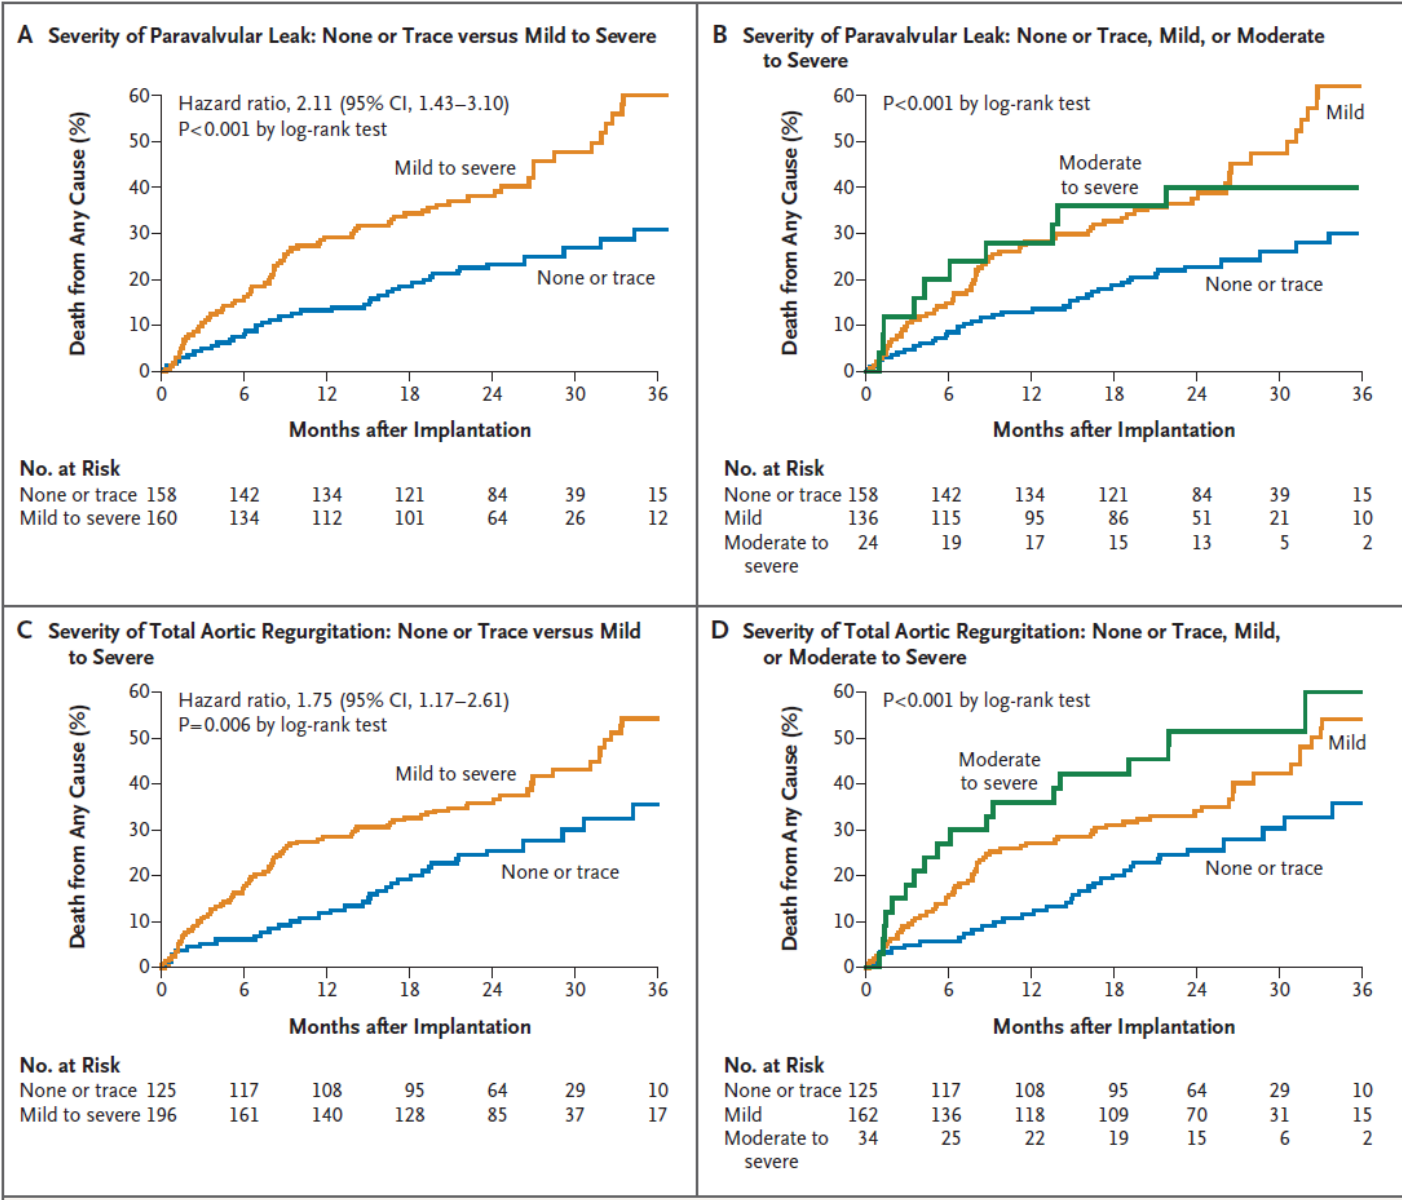 A Severity of Paravalvular Leak: None or Trace versus Mild to Severe
Death from Any Cause (%)
60
50
40
30
20
10
0
Hazard ratio, 2.11 (95% CI, 1.43–3.10)
P<0.001 by log-rank test
Mild to severe
None or trace
0 6 12 18 24 30 36
Months after Implantation
No. at Risk
None or trace 158 142 134 121 84 39 15
Mild to severe 160 134 112 101 64 26 12
B Severity of Paravalvular Leak: None or Trace, Mild, or Moderate
to Severe
Death from Any Cause (%)
60
50
40
30
20
10
0
P<0.001 by log-rank test
Mild
Moderate
to severe
None or trace
0 6 12 18 24 30 36
Months after Implantation
No. at Risk
None or trace 158 142 134 121 84 39 15
Mild 136 115 95 86 51 21 10
Moderate to 24 19 17 15 13 5 2
severe
C Severity of Total Aortic Regurgitation: None or Trace versus Mild
to Severe
Death from Any Cause (%)
60
50
40
30
20
10
0
Hazard ratio, 1.75 (95% CI, 1.17–2.61)
P=0.006 by log-rank test
Mild to severe
None or trace
0 6 12 18 24 30 36
Months after Implantation
No. at Risk
None or trace 125 117 108 95 64 29 10
Mild to severe 196 161 140 128 85 37 17
D Severity of Total Aortic Regurgitation: None or Trace, Mild,
or Moderate to Severe
Death from Any Cause (%)
60
50
40
30
20
10
0
P<0.001 by log-rank test
Moderate
to severe
Mild
None or trace
0 6 12 18 24 30 36
Months after Implantation
No. at Risk
None or trace 125 117 108 95 64 29 10
Mild 162 136 118 109 70 31 15
Moderate to 34 25 22 19 15 6 2
severe